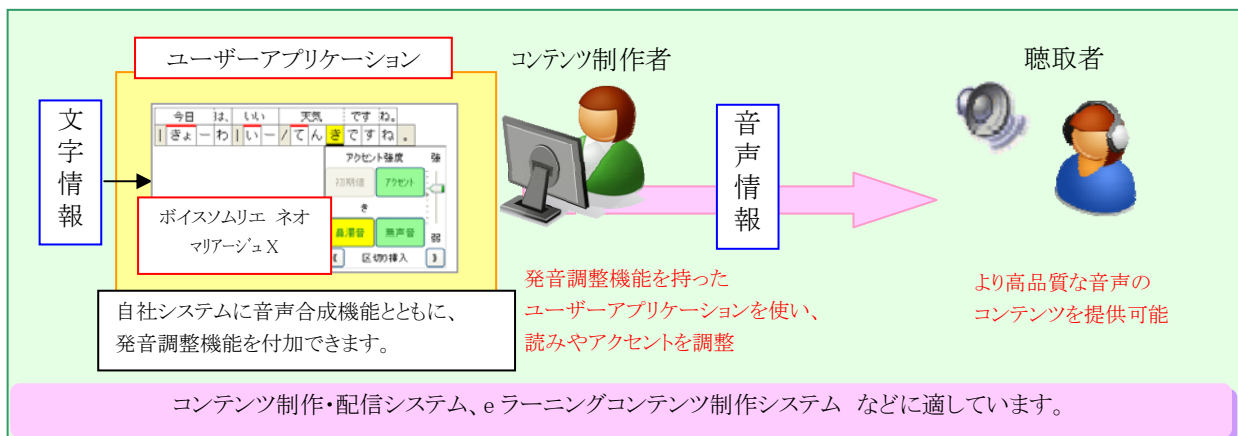 ユーザーアプリケーション
コンテンツ制作者
聴取者
文字情報
今日 は、 いい 天気 です ね。
| きょ ー わ | い ー / て ん き で す ね 。
アクセント強度 強
初期値 アクセント
き
鼻濁音 無声音 弱
《 区切り挿入 》
ボイスソムリエ ネオ
マリアージュX
音声情報
自社システムに音声合成機能とともに、
発音調整機能を付加できます。
発音調整機能を持った
ユーザーアプリケーションを使い、
読みやアクセントを調整
より高品質な音声の
コンテンツを提供可能
コンテンツ制作・配信システム、eラーニングコンテンツ制作システム などに適しています。